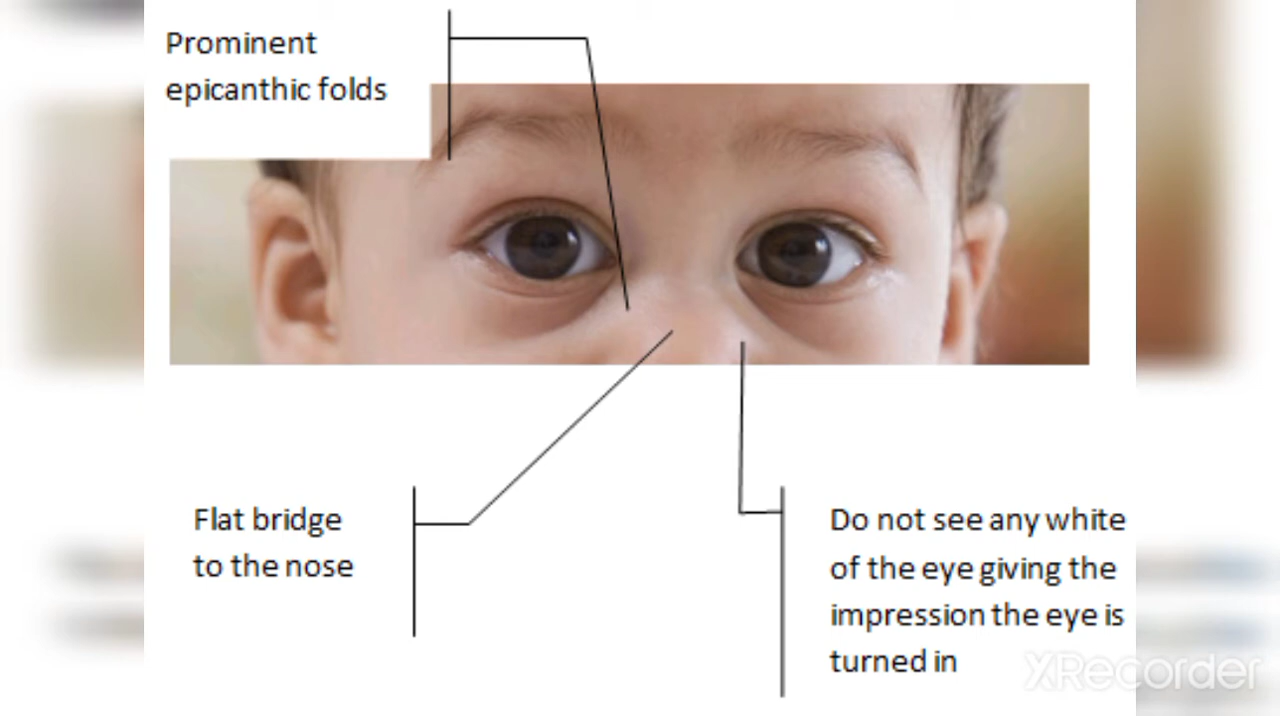 Prominent
epicanthic folds
Flat bridge
to the nose
Do not see any white
of the eye giving the
impression the eye is
turned in
XRecorder